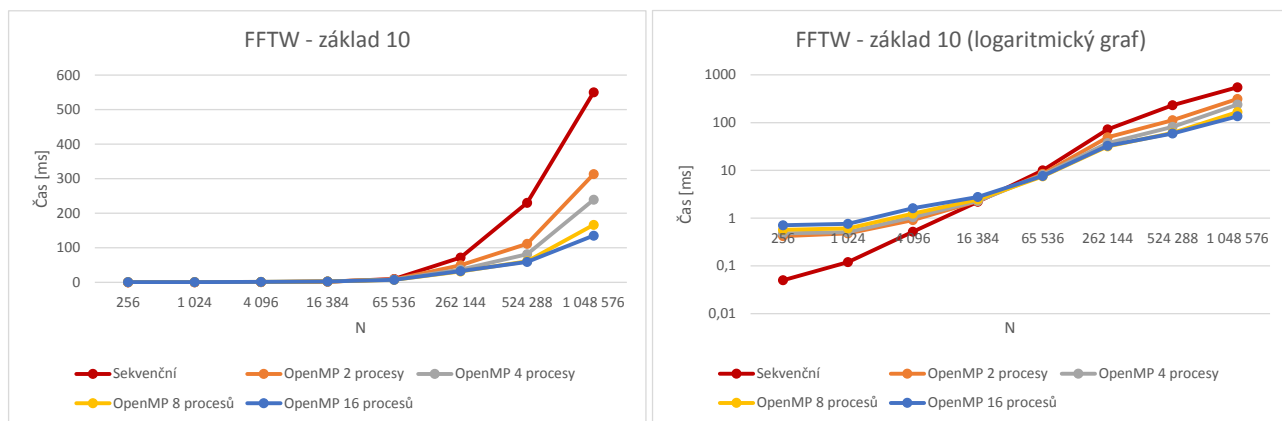 FFTW - základ 10
600
500
400
300
200
100
0
Čas [ms]
256 1 024 4 096 16 384 65 536 262 144 524 288 1 048 576
N
Sekvenční OpenMP 2 procesy OpenMP 4 procesy
OpenMP 8 procesů OpenMP 16 procesů
FFTW - základ 10 (logaritmický graf)
1000
100
10
1
0,1
0,01
Čas [ms]
256 1 024 4 096 16 384 65 536 262 144 524 288 1 048 576
N
Sekvenční OpenMP 2 procesy OpenMP 4 procesy
OpenMP 8 procesů OpenMP 16 procesů